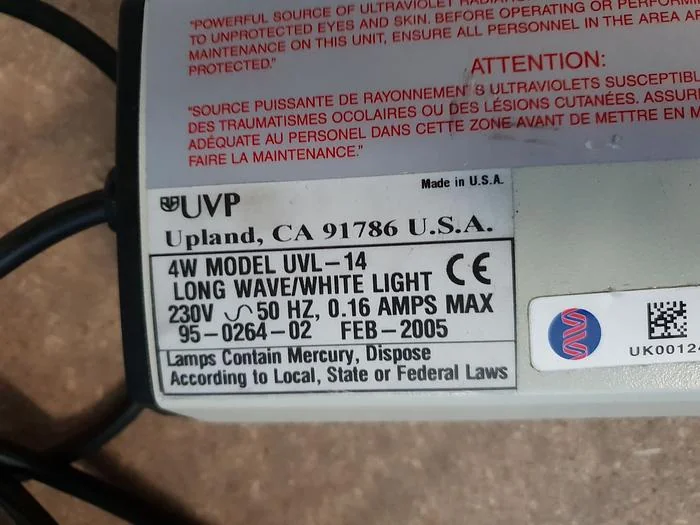 "POWERFUL SOURCE OF ULTRAVIOLET
TO UNPROTECTED EYES AND SKIN. BEFORE OPERATING OR PERFORMING
MAINTENANCE ON THIS UNIT, ENSURE ALL PERSONNEL IN THE AREA
PROTECTED."
ATTENTION:
"SOURCE PUISSANTE DE RAYONNEMEN S ULTRAVIOLETS SUSCEPTIBL
DES TRAUMATISMES OCOLAIRES OU DES LÉSIONS CUTANÉES. ASSUR
ADÉQUATE AU PERSONEL DANS CETTE ZONE AVANT DE METTRE EN M
FAIRE LA MAINTENANCE."
Made in U.S.A.
UVP
Upland, CA 91786 U.S.A.
4W MODEL UVL-14
LONG WAVE/WHITE LIGHT CE
230V ∿ 50 HZ, 0.16 AMPS MAX
95-0264-02 FEB-2005
Lamps Contain Mercury, Dispose
According to Local, State or Federal Laws
UK0012